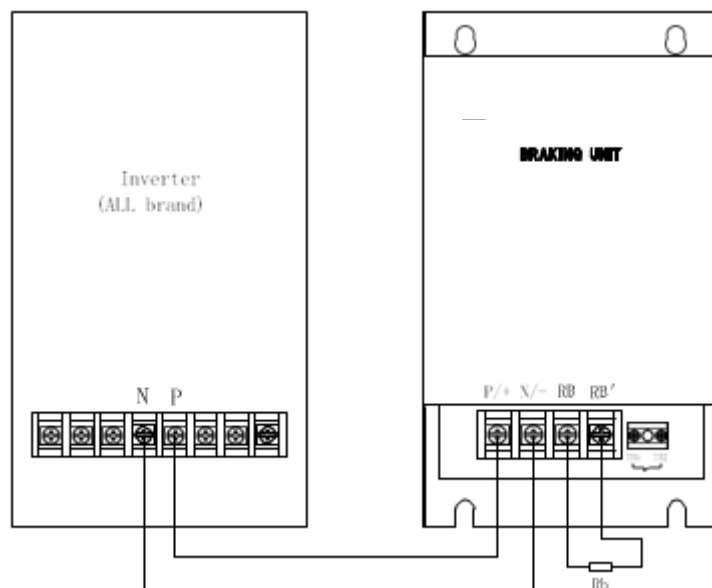 BRAKING UNIT
Inverter
(ALL brand)
N P
P/+ N/- RB RB'
Rb